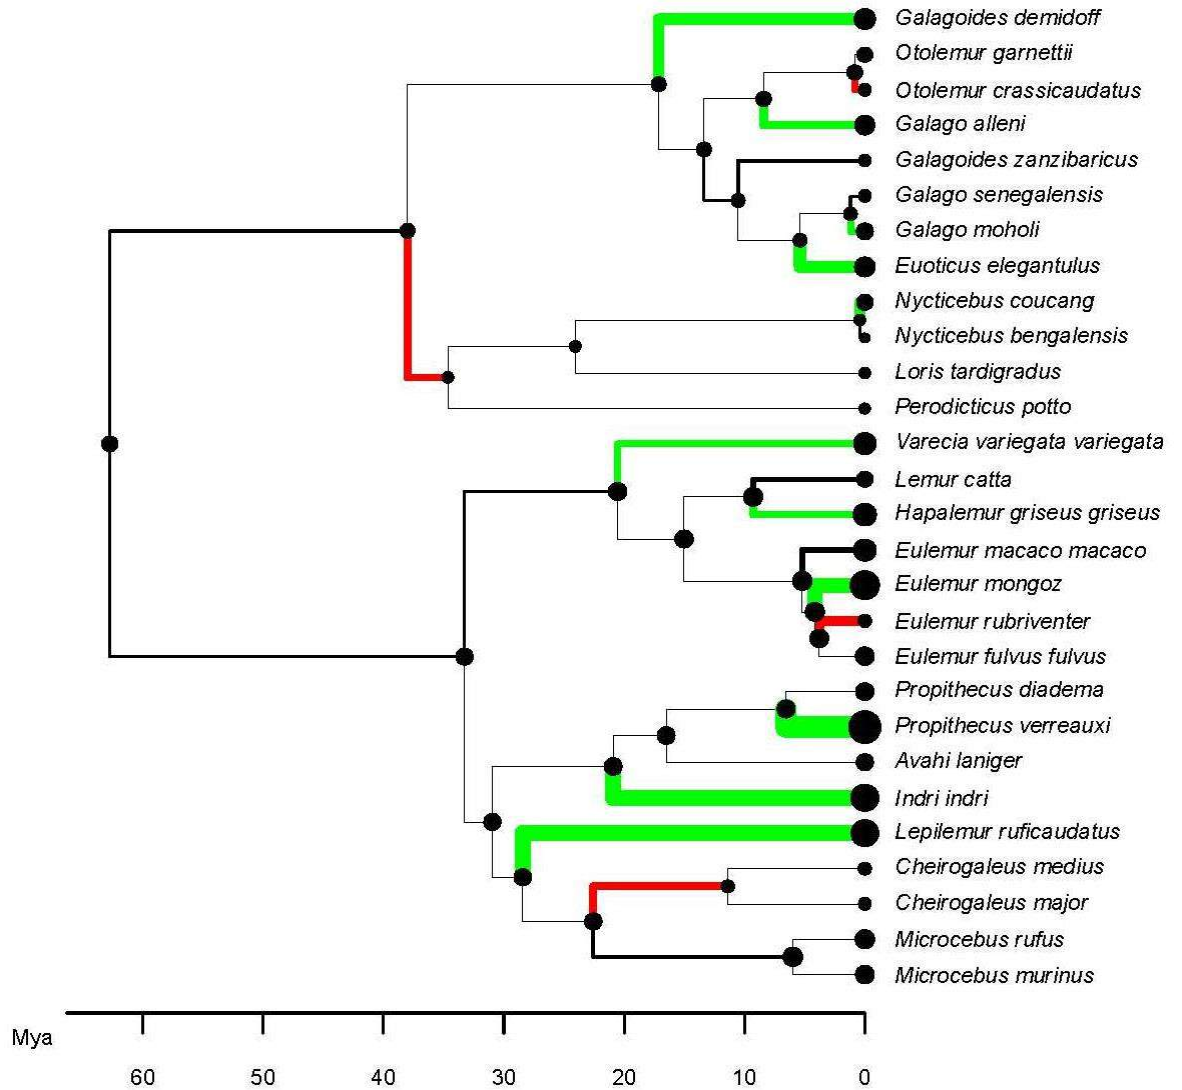 Galagoides demidoff
Otolemur garnettii
Otolemur crassicaudatus
Galago alleni
Galagoides zanzibaricus
Galago senegalensis
Galago moholi
Euoticus elegantulus
Nycticebus coucang
Nycticebus bengalensis
Loris tardigradus
Perodicticus potto
Varecia variegata variegata
Lemur catta
Hapalemur griseus griseus
Eulemur macaco macaco
Eulemur mongoz
Eulemur rubriventer
Eulemur fulvus fulvus
Propithecus diadema
Propithecus verreauxi
Avahi laniger
Indri indri
Lepilemur ruficaudatus
Cheirogaleus medius
Cheirogaleus major
Microcebus rufus
Microcebus murinus
Mya
60 50 40 30 20 10 0